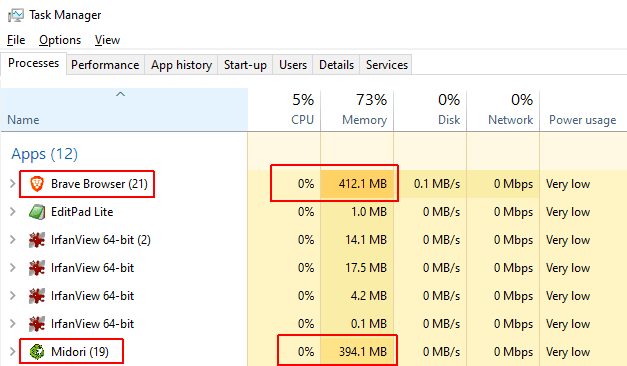 Task Manager
File Options View
Processes Performance App history Start-up Users Details Services
5% 73% 0% 0%
Name CPU Memory Disk Network Power usage
Apps (12)
Brave Browser (21) 0% 412.1 MB 0.1 MB/s 0 Mbps Very low
EditPad Lite 1.0 MB 0 MB/s 0 Mbps Very low
IrfanView 64-bit (2) 0% 14.1 MB 0 MB/s 0 Mbps Very low
IrfanView 64-bit 0% 17.5 MB 0 MB/s 0 Mbps Very low
IrfanView 64-bit 0% 4.2 MB 0 MB/s 0 Mbps Very low
IrfanView 64-bit 0% 0.1 MB 0 MB/s 0 Mbps Very low
Midori (19) 0% 394.1 MB 0 MB/s 0 Mbps Very low